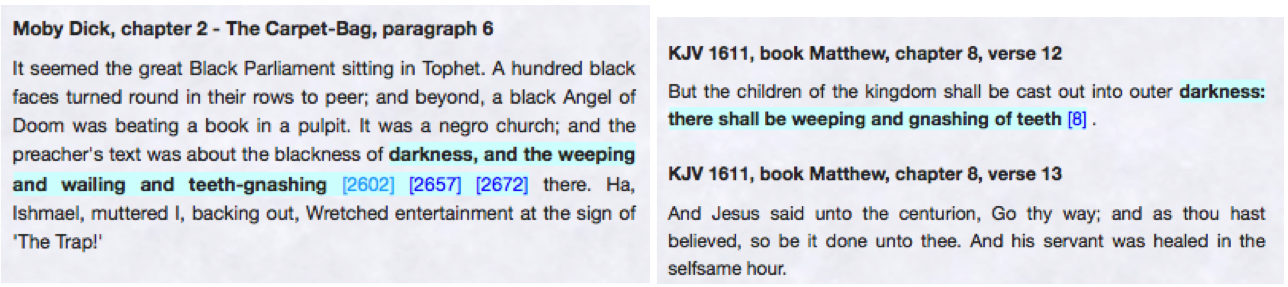 Moby Dick, chapter 2 - The Carpet-Bag, paragraph 6
It seemed the great Black Parliament sitting in Tophet. A hundred black
faces turned round in their rows to peer; and beyond, a black Angel of
Doom was beating a book in a pulpit. It was a negro church; and the
preacher's text was about the blackness of darkness, and the weeping
and wailing and teeth-gnashing [2602] [2657] [2672] there. Ha,
Ishmael, muttered I, backing out, Wretched entertainment at the sign of
'The Trap!'
KJV 1611, book Matthew, chapter 8, verse 12
But the children of the kingdom shall be cast out into outer darkness:
there shall be weeping and gnashing of teeth [8] .
KJV 1611, book Matthew, chapter 8, verse 13
And Jesus said unto the centurion, Go thy way; and as thou hast
believed, so be it done unto thee. And his servant was healed in the
selfsame hour.